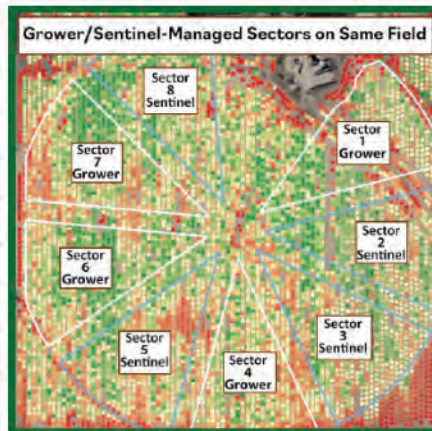 Grower/Sentinel-Managed Sectors on Same Field
Sector
8
Sentinel
Sector
1
Grower
Sector
7
Grower
Sector
2
Sentinel
Sector
6
Grower
Sector
3
Sentinel
Sector
5
Sentinel
Sector
4
Grower